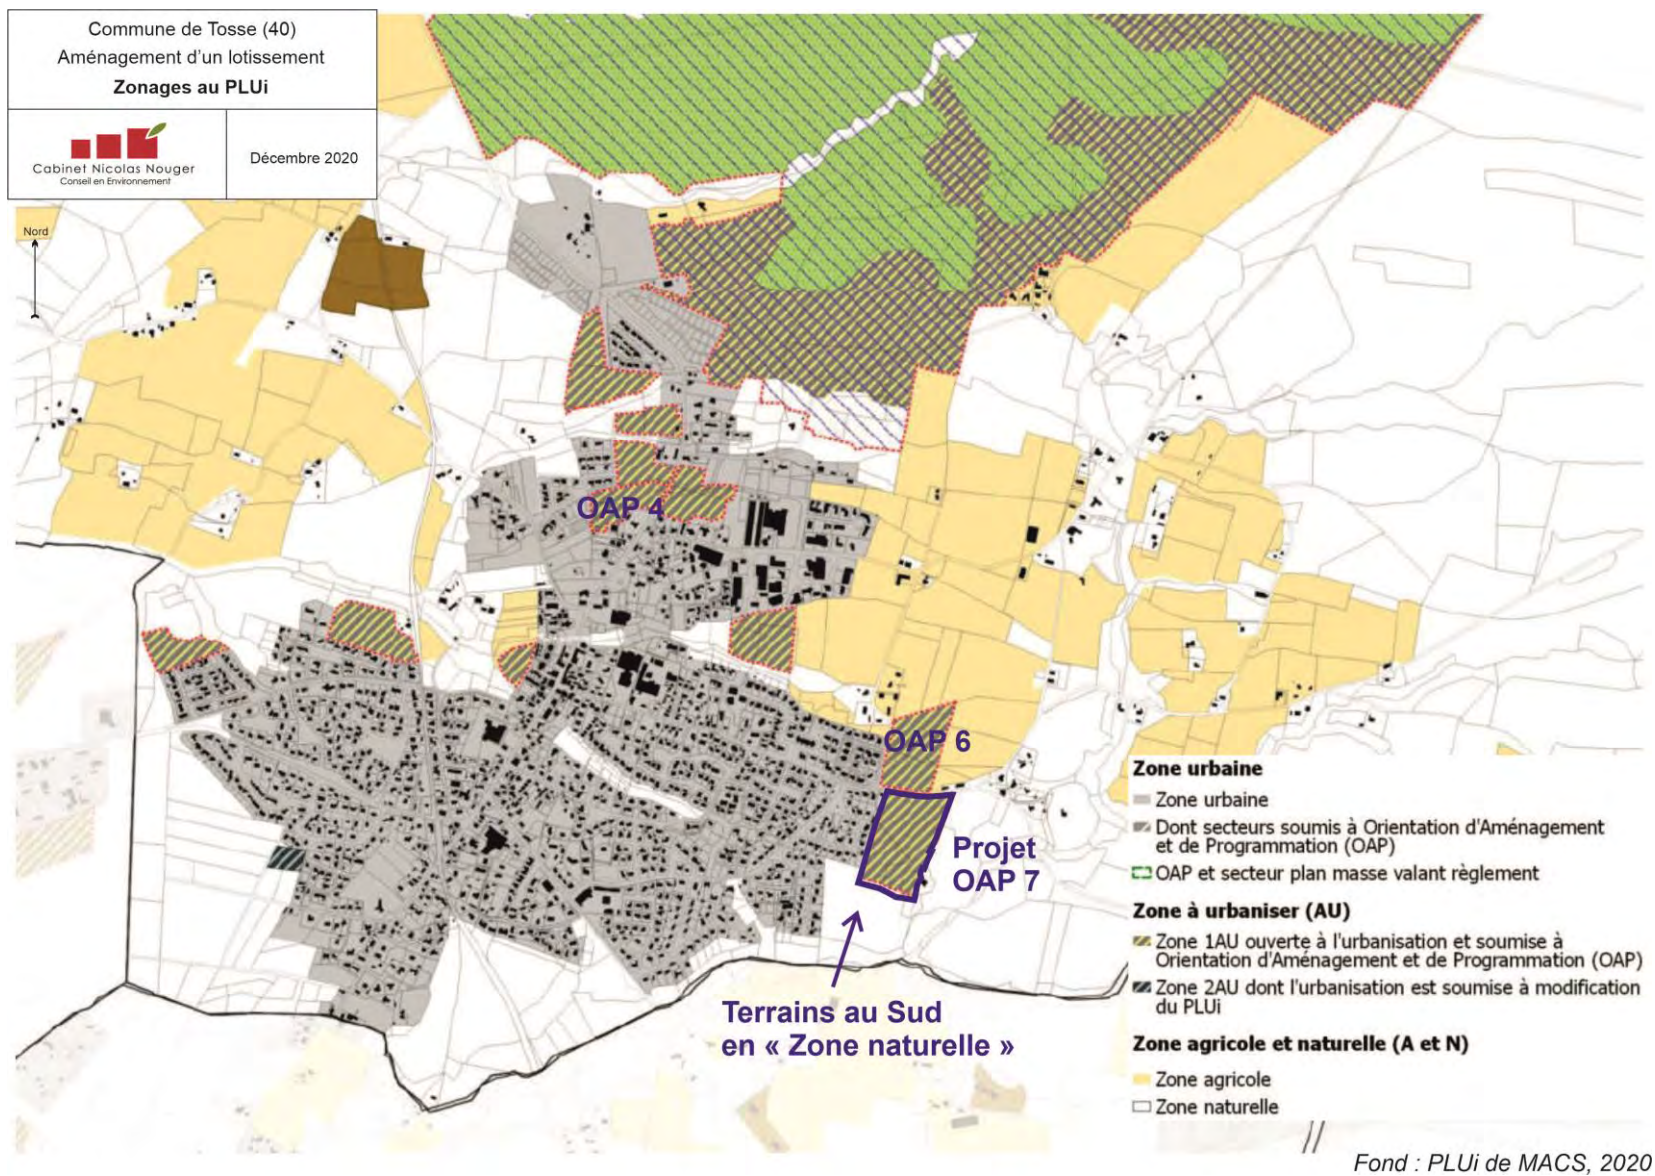 Commune de Tosse (40)
Aménagement d'un lotissement
Zonages au PLUi
Cabinet Nicolas Nouger
Conseil en Environnement
Décembre 2020
Nord
OAP 4
OAP 6
Projet
OAP 7
Terrains au Sud
en « Zone naturelle »
Zone urbaine
Zone urbaine
Dont secteurs soumis à Orientation d'Aménagement
et de Programmation (OAP)
OAP et secteur plan masse valant règlement
Zone à urbaniser (AU)
Zone 1AU ouverte à l'urbanisation et soumise à
Orientation d'Aménagement et de Programmation (OAP)
Zone 2AU dont l'urbanisation est soumise à modification
du PLUi
Zone agricole et naturelle (A et N)
Zone agricole
Zone naturelle
Fond : PLUi de MACS, 2020